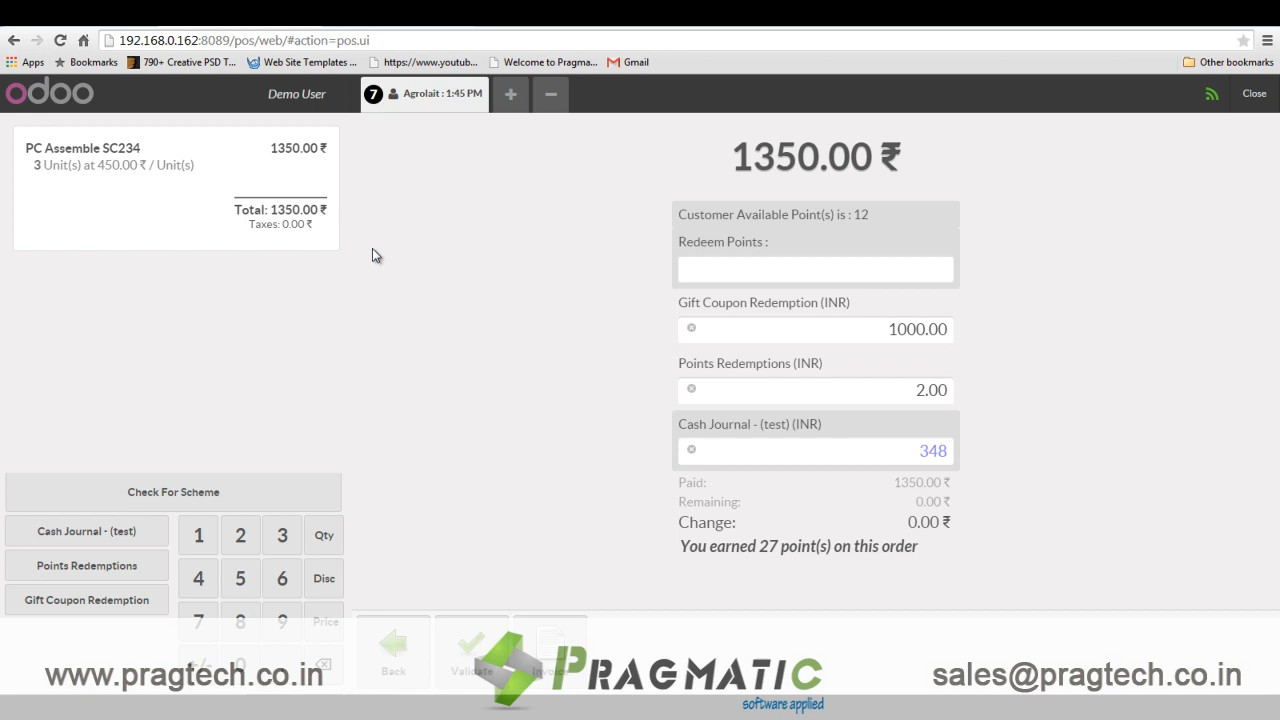 192.168.0.162:8089/pos/web/#action=pos.ui
Apps Bookmarks 790+ Creative PSD T... Web Site Templates ... https://www.youtub... Welcome to Pragma... Gmail Other bookmarks
odoo Demo User 7 Agrolait : 1:45 PM + − Close
PC Assemble SC234 1350.00 ₹
3 Unit(s) at 450.00 ₹ / Unit(s)
Total: 1350.00 ₹
Taxes: 0.00 ₹
1350.00 ₹
Customer Available Point(s) is : 12
Redeem Points :
Gift Coupon Redemption (INR)
1000.00
Points Redemptions (INR)
2.00
Cash Journal - (test) (INR)
348
Paid: 1350.00 ₹
Remaining: 0.00 ₹
Change: 0.00 ₹
You earned 27 point(s) on this order
Check For Scheme
Cash Journal - (test) 1 2 3 Qty
Points Redemptions 4 5 6 Disc
Gift Coupon Redemption 7 8 9 Price
+/- 0
Back Validate Invoice
www.pragtech.co.in PRAGMATIC sales@pragtech.co.in
software applied